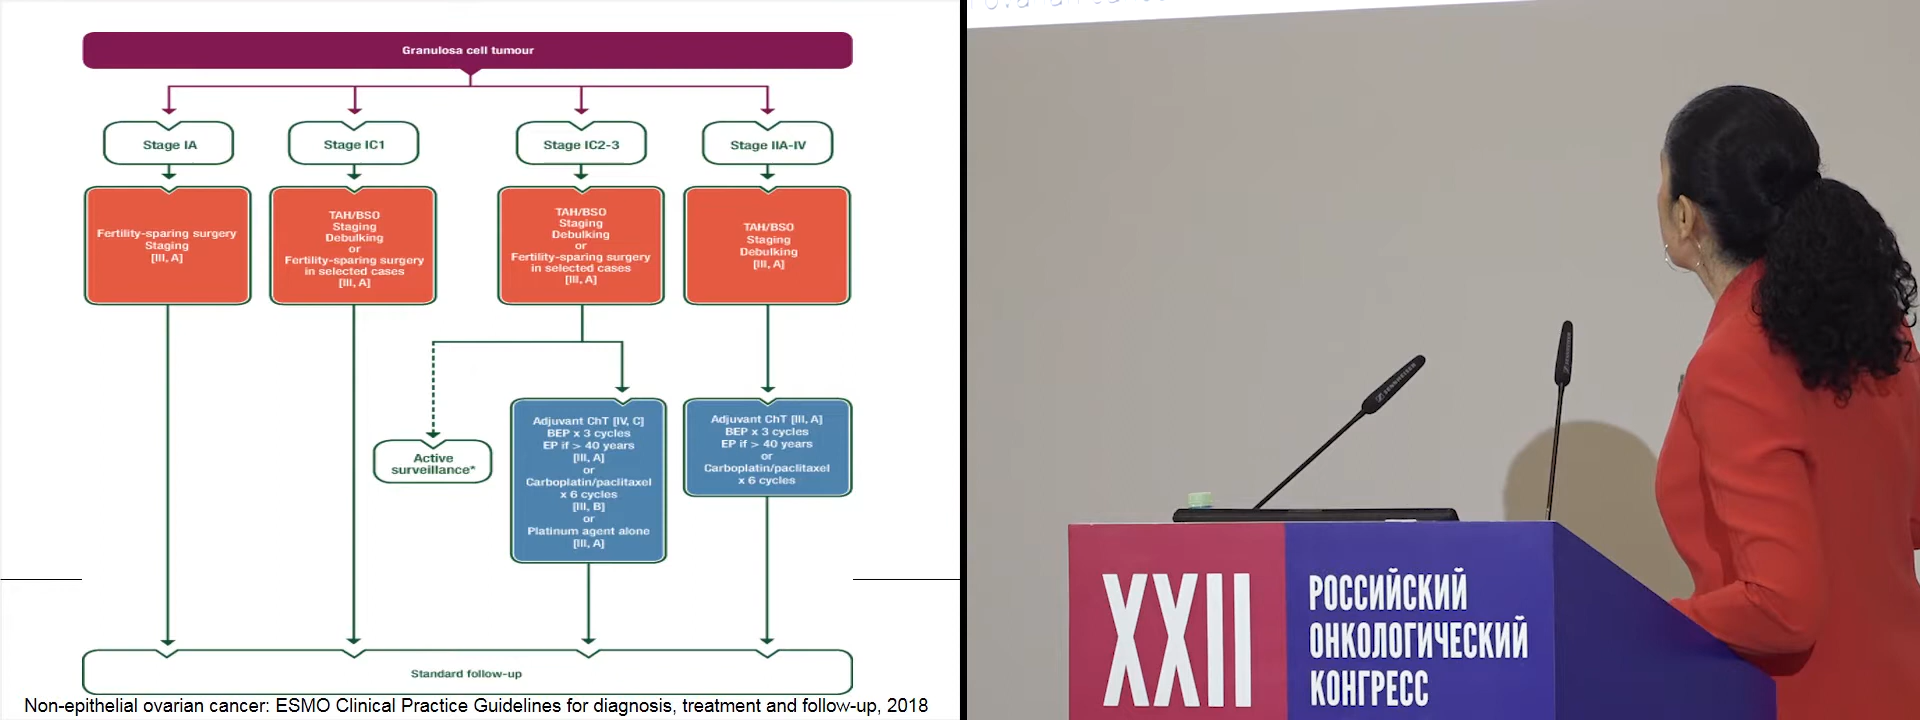 Granulosa cell tumour
Stage IA
Stage IC1
Stage IC2-3
Stage IIA-IV
Fertility-sparing surgery
Staging
[III, A]
TAH/BSO
Staging
Debulking
or
Fertility-sparing surgery
in selected cases
[III, A]
TAH/BSO
Staging
Debulking
or
Fertility-sparing surgery
in selected cases
[III, A]
TAH/BSO
Staging
Debulking
[III, A]
Active
surveillance*
Adjuvant ChT [IV, C]
BEP x 3 cycles
EP if > 40 years
[III, A]
or
Carboplatin/paclitaxel
x 6 cycles
[III, B]
or
Platinum agent alone
[III, A]
Adjuvant ChT [III, A]
BEP x 3 cycles
EP if > 40 years
or
Carboplatin/paclitaxel
x 6 cycles
Standard follow-up
Non-epithelial ovarian cancer: ESMO Clinical Practice Guidelines for diagnosis, treatment and follow-up, 2018
SENNHEISER
XXII
РОССИЙСКИЙ
ОНКОЛОГИЧЕСКИЙ
КОНГРЕСС